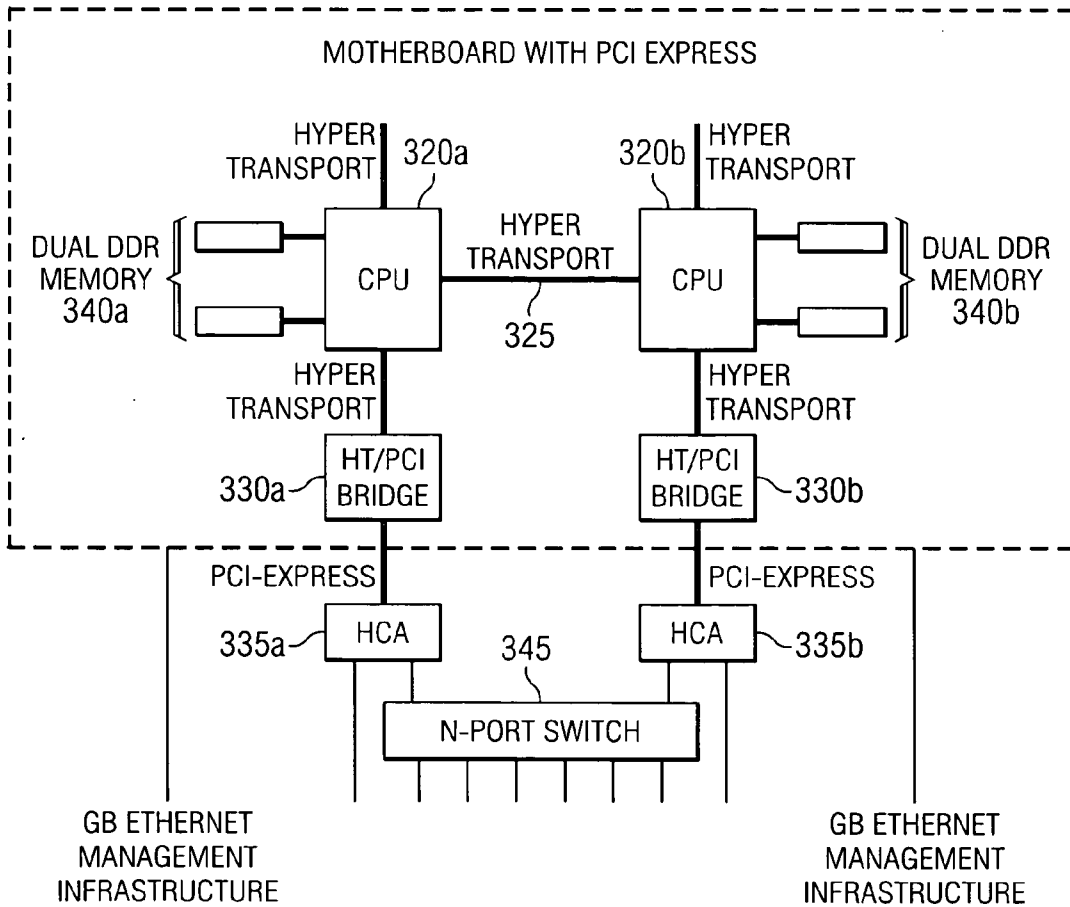 MOTHERBOARD WITH PCI EXPRESS
HYPER
TRANSPORT
320a
320b
HYPER
TRANSPORT
DUAL DDR
MEMORY
340a
CPU
HYPER
TRANSPORT
325
CPU
DUAL DDR
MEMORY
340b
HYPER
TRANSPORT
HYPER
TRANSPORT
330a
HT/PCI
BRIDGE
HT/PCI
BRIDGE
330b
PCI-EXPRESS
PCI-EXPRESS
335a
HCA
345
HCA
335b
N-PORT SWITCH
GB ETHERNET
MANAGEMENT
INFRASTRUCTURE
GB ETHERNET
MANAGEMENT
INFRASTRUCTURE